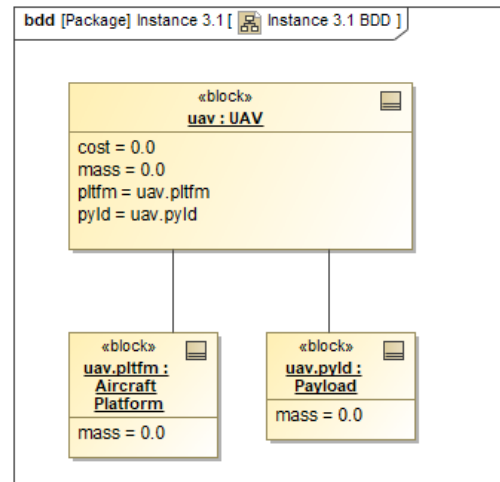 bdd [Package] Instance 3.1 [ Instance 3.1 BDD ]
«block»
uav : UAV
cost = 0.0
mass = 0.0
pltfm = uav.pltfm
pyld = uav.pyld
«block»
uav.pltfm :
Aircraft
Platform
mass = 0.0
«block»
uav.pyld :
Payload
mass = 0.0